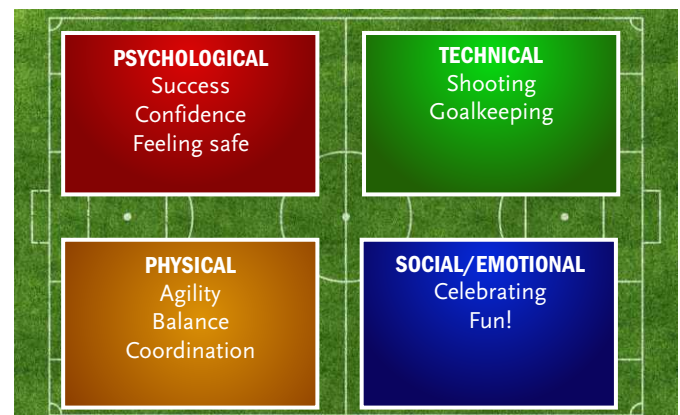 PSYCHOLOGICAL
Success
Confidence
Feeling safe
TECHNICAL
Shooting
Goalkeeping
PHYSICAL
Agility
Balance
Coordination
SOCIAL/EMOTIONAL
Celebrating
Fun!